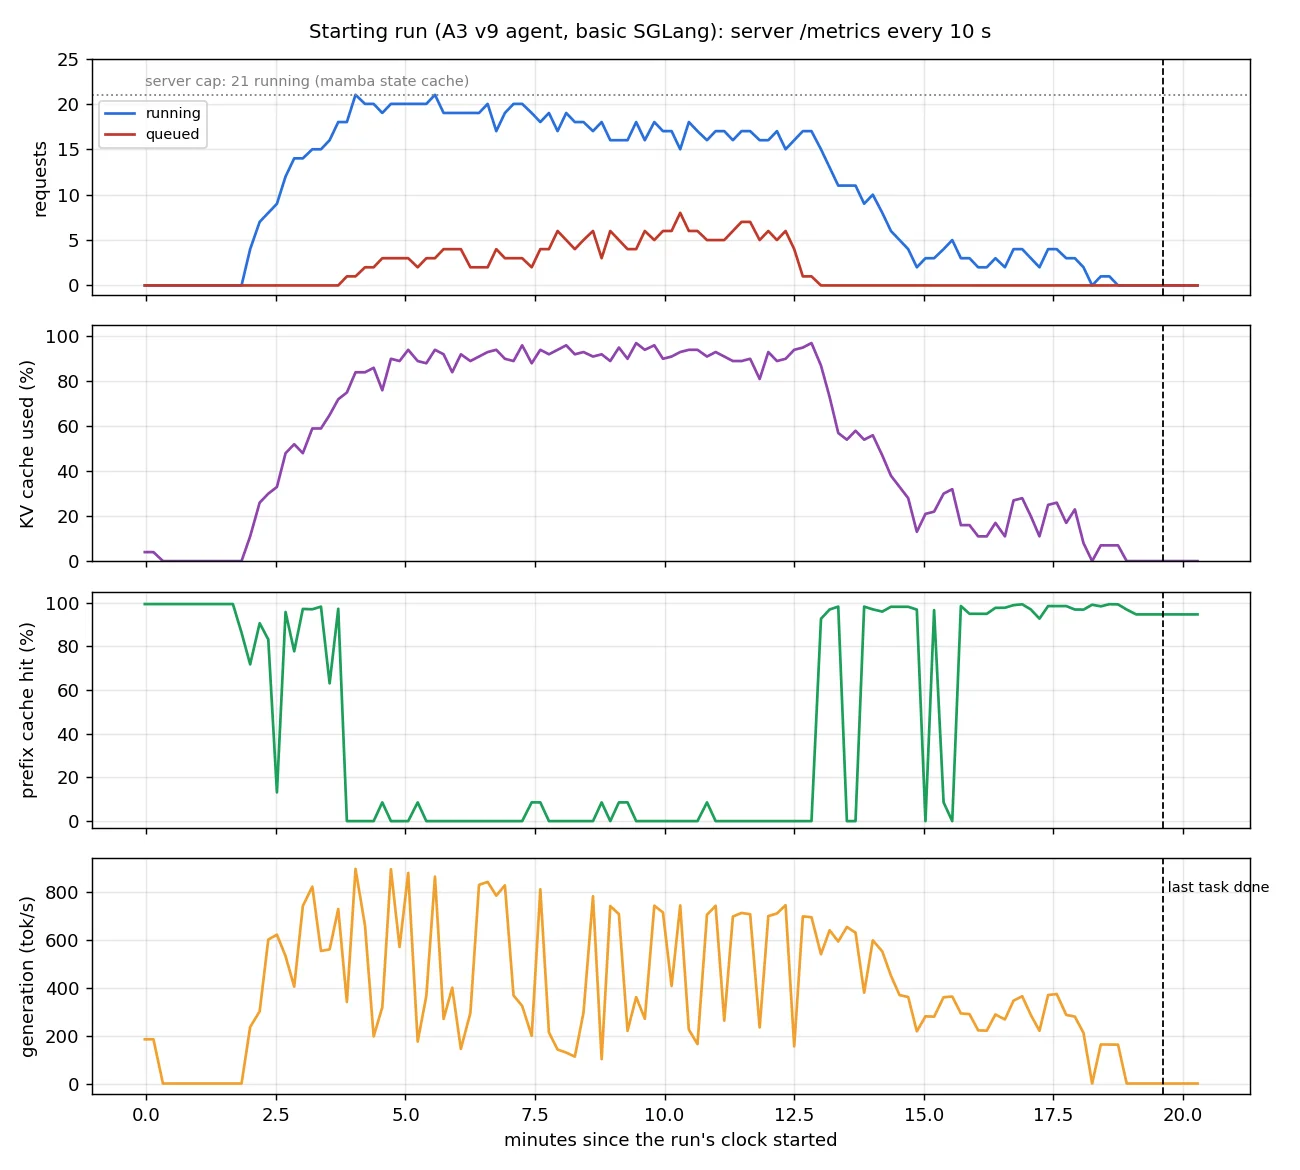 Starting run (A3 v9 agent, basic SGLang): server /metrics every 10 s
25
20
15
10
5
0
requests
server cap: 21 running (mamba state cache)
running
queued
100
80
60
40
20
0
KV cache used (%)
100
80
60
40
20
0
prefix cache hit (%)
800
600
400
200
0
generation (tok/s)
last task done
0.0 2.5 5.0 7.5 10.0 12.5 15.0 17.5 20.0
minutes since the run's clock started